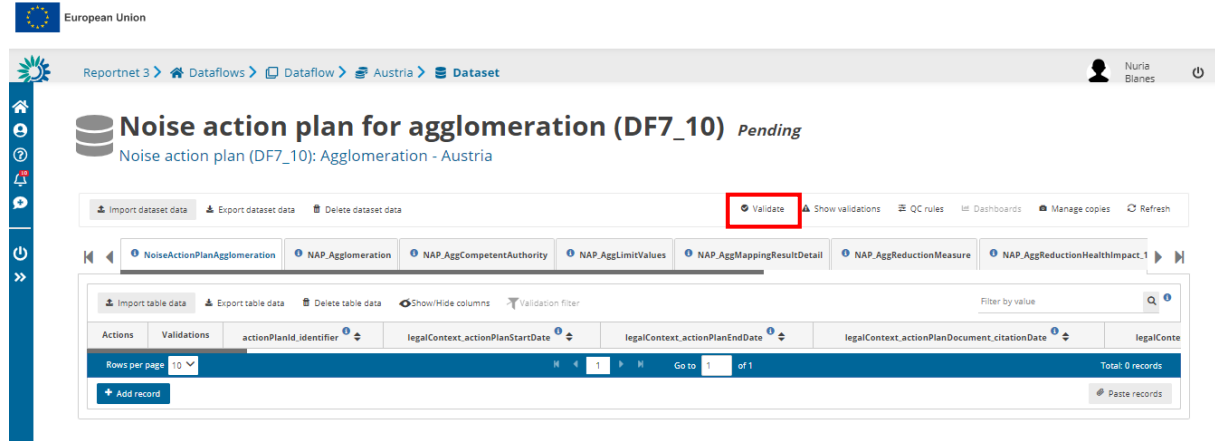 European Union
Reportnet 3 Dataflows Dataflow Austria Dataset
Nuria
Blanes
Noise action plan for agglomeration (DF7_10) Pending
Noise action plan (DF7_10): Agglomeration - Austria
Import dataset data Export dataset data Delete dataset data Validate Show validations QC rules Dashboards Manage copies Refresh
NoiseActionPlanAgglomeration NAP_Agglomeration NAP_AggCompetentAuthority NAP_AggLimitValues NAP_AggMappingResultDetail NAP_AggReductionMeasure NAP_AggReductionHealthImpact_1
Import table data Export table data Delete table data Show/Hide columns Validation filter Filter by value
Actions Validations actionPlanId_identifier legalContext_actionPlanStartDate legalContext_actionPlanEndDate legalContext_actionPlanDocument_citationDate legalConte
Rows per page 10 1 Go to 1 of 1 Total: 0 records
+ Add record Paste records